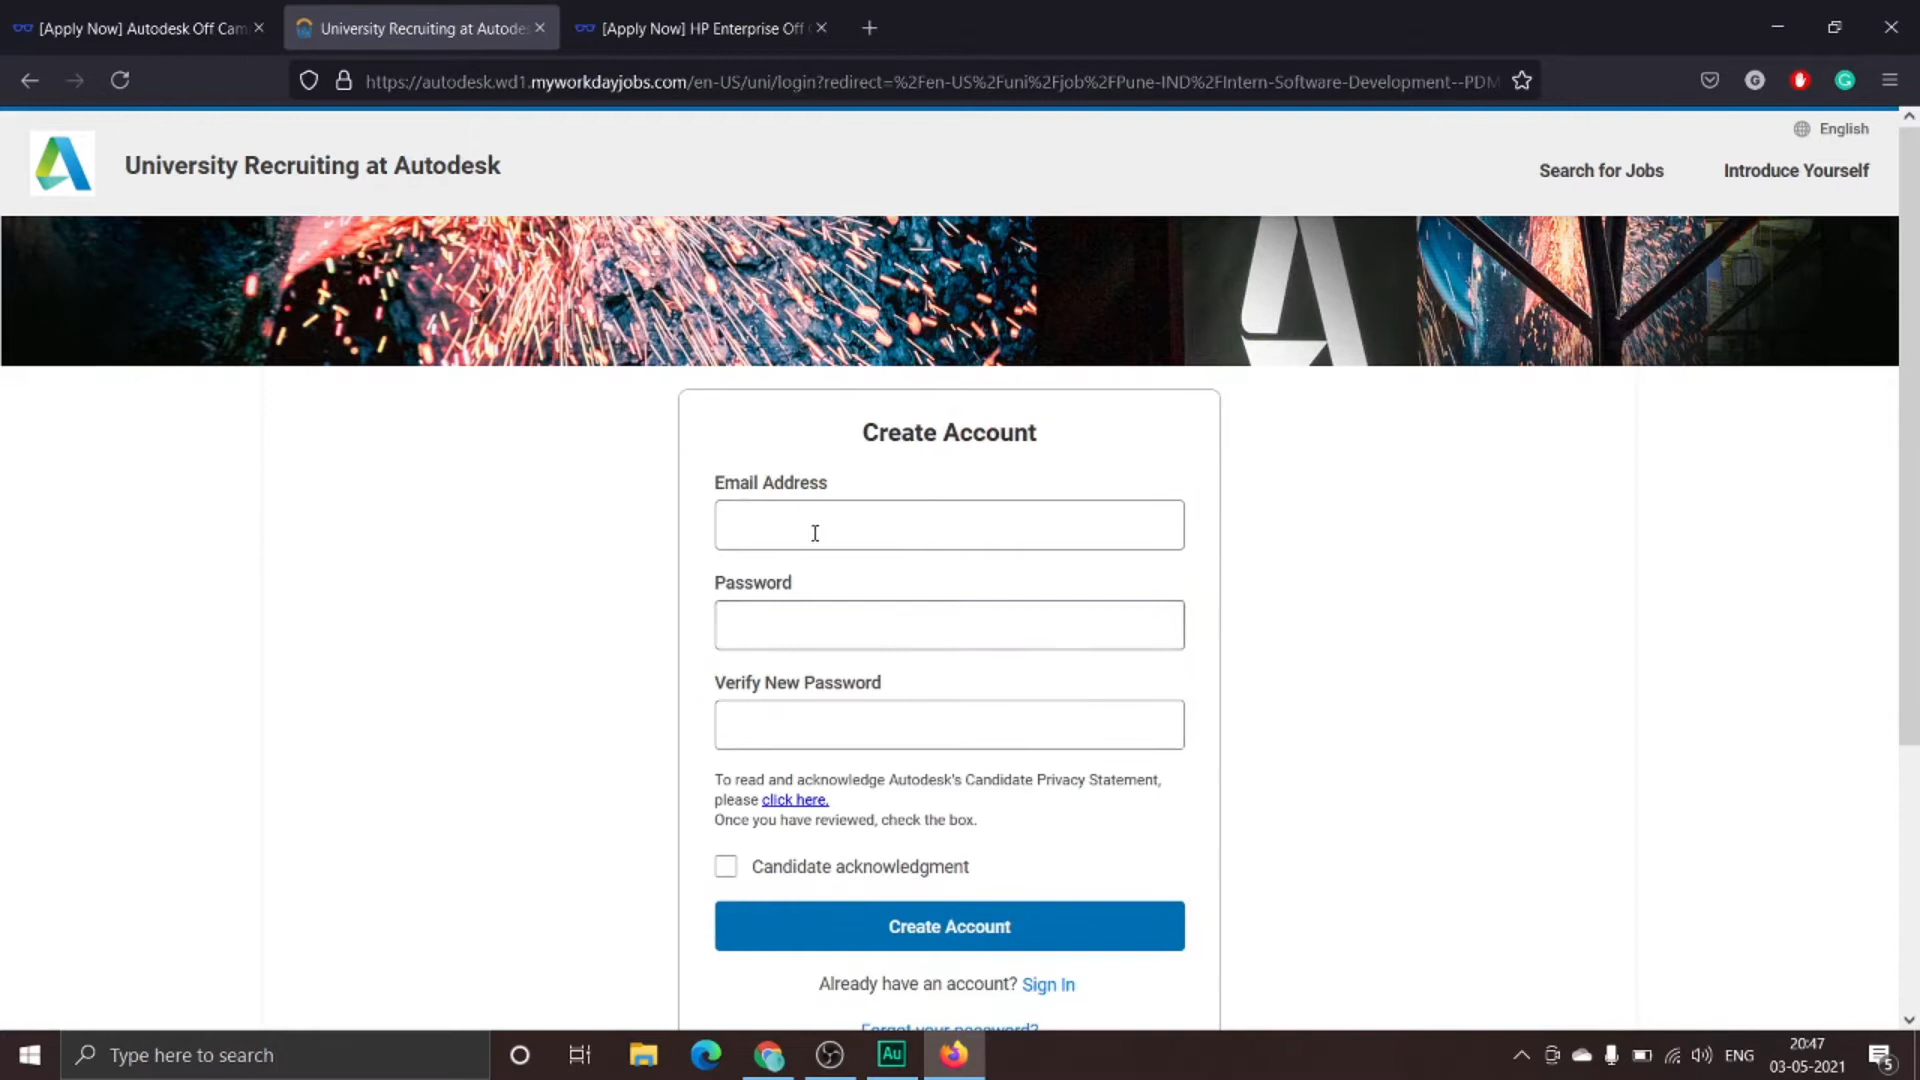 [Apply Now] Autodesk Off Cam
University Recruiting at Autode
[Apply Now] HP Enterprise Off
https://autodesk.wd1.myworkdayjobs.com/en-US/uni/login?redirect=%2Fen-US%2Funi%2Fjob%2FPune-IND%2FIntern-Software-Development--PDM
English
University Recruiting at Autodesk
Search for Jobs
Introduce Yourself
Create Account
Email Address
Password
Verify New Password
To read and acknowledge Autodesk's Candidate Privacy Statement,
please click here.
Once you have reviewed, check the box.
Candidate acknowledgment
Create Account
Already have an account? Sign In
Forgot your password?
Type here to search
Au
ENG
20:47
03-05-2021
5